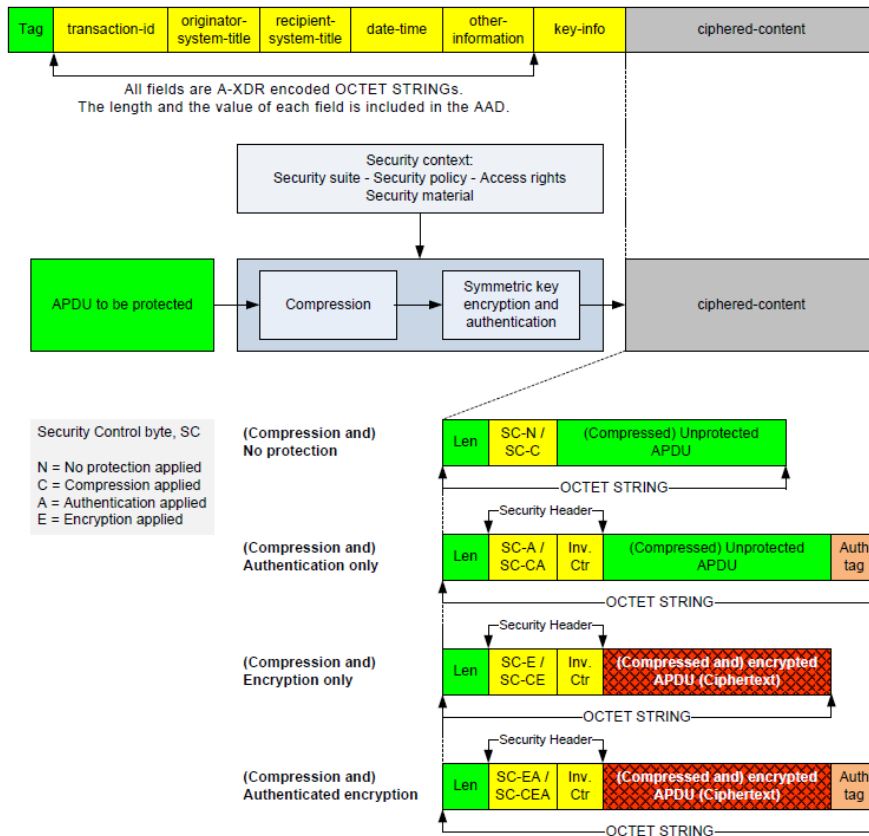 Tag
transaction-id
originator-
system-title
recipient-
system-title
date-time
other-
information
key-info
ciphered-content
All fields are A-XDR encoded OCTET STRINGs.
The length and the value of each field is included in the AAD.
Security context:
Security suite - Security policy - Access rights
Security material
APDU to be protected
Compression
Symmetric key
encryption and
authentication
ciphered-content
Security Control byte, SC
N = No protection applied
C = Compression applied
A = Authentication applied
E = Encryption applied
(Compression and)
No protection
Len
SC-N /
SC-C
(Compressed) Unprotected
APDU
OCTET STRING
Security Header
(Compression and)
Authentication only
Len
SC-A /
SC-CA
Inv.
Ctr
(Compressed) Unprotected
APDU
Auth
tag
OCTET STRING
Security Header
(Compression and)
Encryption only
Len
SC-E /
SC-CE
Inv.
Ctr
(Compressed and) encrypted
APDU (Ciphertext)
OCTET STRING
Security Header
(Compression and)
Authenticated encryption
Len
SC-EA /
SC-CEA
Inv.
Ctr
(Compressed and) encrypted
APDU (Ciphertext)
Auth
tag
OCTET STRING